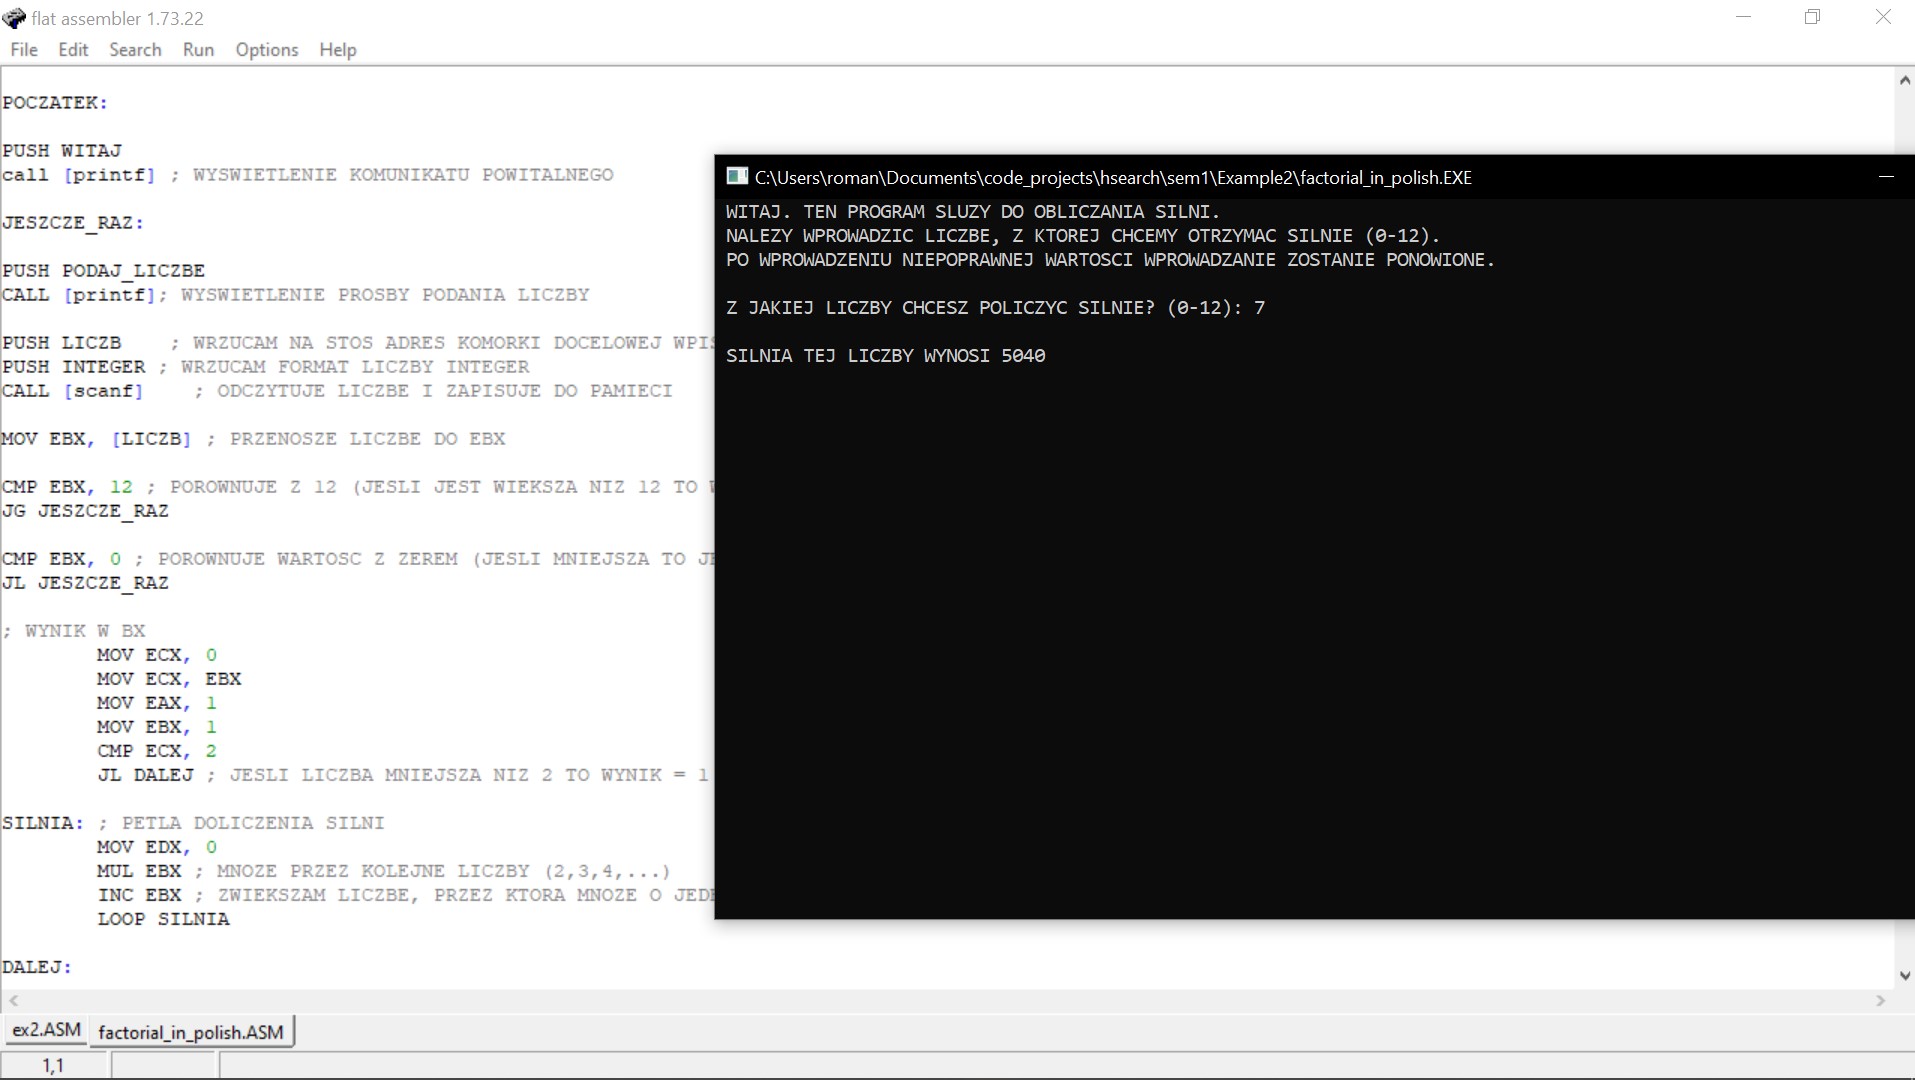 flat assembler 1.73.22
File Edit Search Run Options Help
POCZATEK:
PUSH WITAJ
call [printf] ; WYSWIETLENIE KOMUNIKATU POWITALNEGO
JESZCZE_RAZ:
PUSH PODAJ_LICZBE
CALL [printf]; WYSWIETLENIE PROSBY PODANIA LICZBY
PUSH LICZB ; WRZUCAM NA STOS ADRES KOMORKI DOCELOWEJ
PUSH INTEGER ; WRZUCAM FORMAT LICZBY INTEGER
CALL [scanf] ; ODCZYTUJE LICZBE I ZAPISUJE DO PAMIECI
MOV EBX, [LICZB] ; PRZENOSZE LICZBE DO EBX
CMP EBX, 12 ; POROWNUJE Z 12 (JESLI JEST WIEKSZA NIZ 12 TO
JG JESZCZE_RAZ
CMP EBX, 0 ; POROWNUJE WARTOSC Z ZEREM (JESLI MNIEJSZA TO
JL JESZCZE_RAZ
; WYNIK W BX
MOV ECX, 0
MOV ECX, EBX
MOV EAX, 1
MOV EBX, 1
CMP ECX, 2
JL DALEJ ; JESLI LICZBA MNIEJSZA NIZ 2 TO WYNIK = 1
SILNIA: ; PETLA DOLICZENIA SILNI
MOV EDX, 0
MUL EBX ; MNOZE PRZEZ KOLEJNE LICZBY (2,3,4,...)
INC EBX ; ZWIEKSZAM LICZBE, PRZEZ KTORA MNOZE O
LOOP SILNIA
DALEJ:
ex2.ASM factorial_in_polish.ASM
1,1
C:\Users\roman\Documents\code_projects\hsearch\sem1\Example2\factorial_in_polish.EXE
WITAJ. TEN PROGRAM SLUZY DO OBLICZANIA SILNI.
NALEZY WPROWADZIC LICZBE, Z KTOREJ CHCEMY OTRZYMAC SILNIE (0-12).
PO WPROWADZENIU NIEPOPRAWNEJ WARTOSCI WPROWADZANIE ZOSTANIE PONOWIONE.
Z JAKIEJ LICZBY CHCESZ POLICZYC SILNIE? (0-12): 7
SILNIA TEJ LICZBY WYNOSI 5040